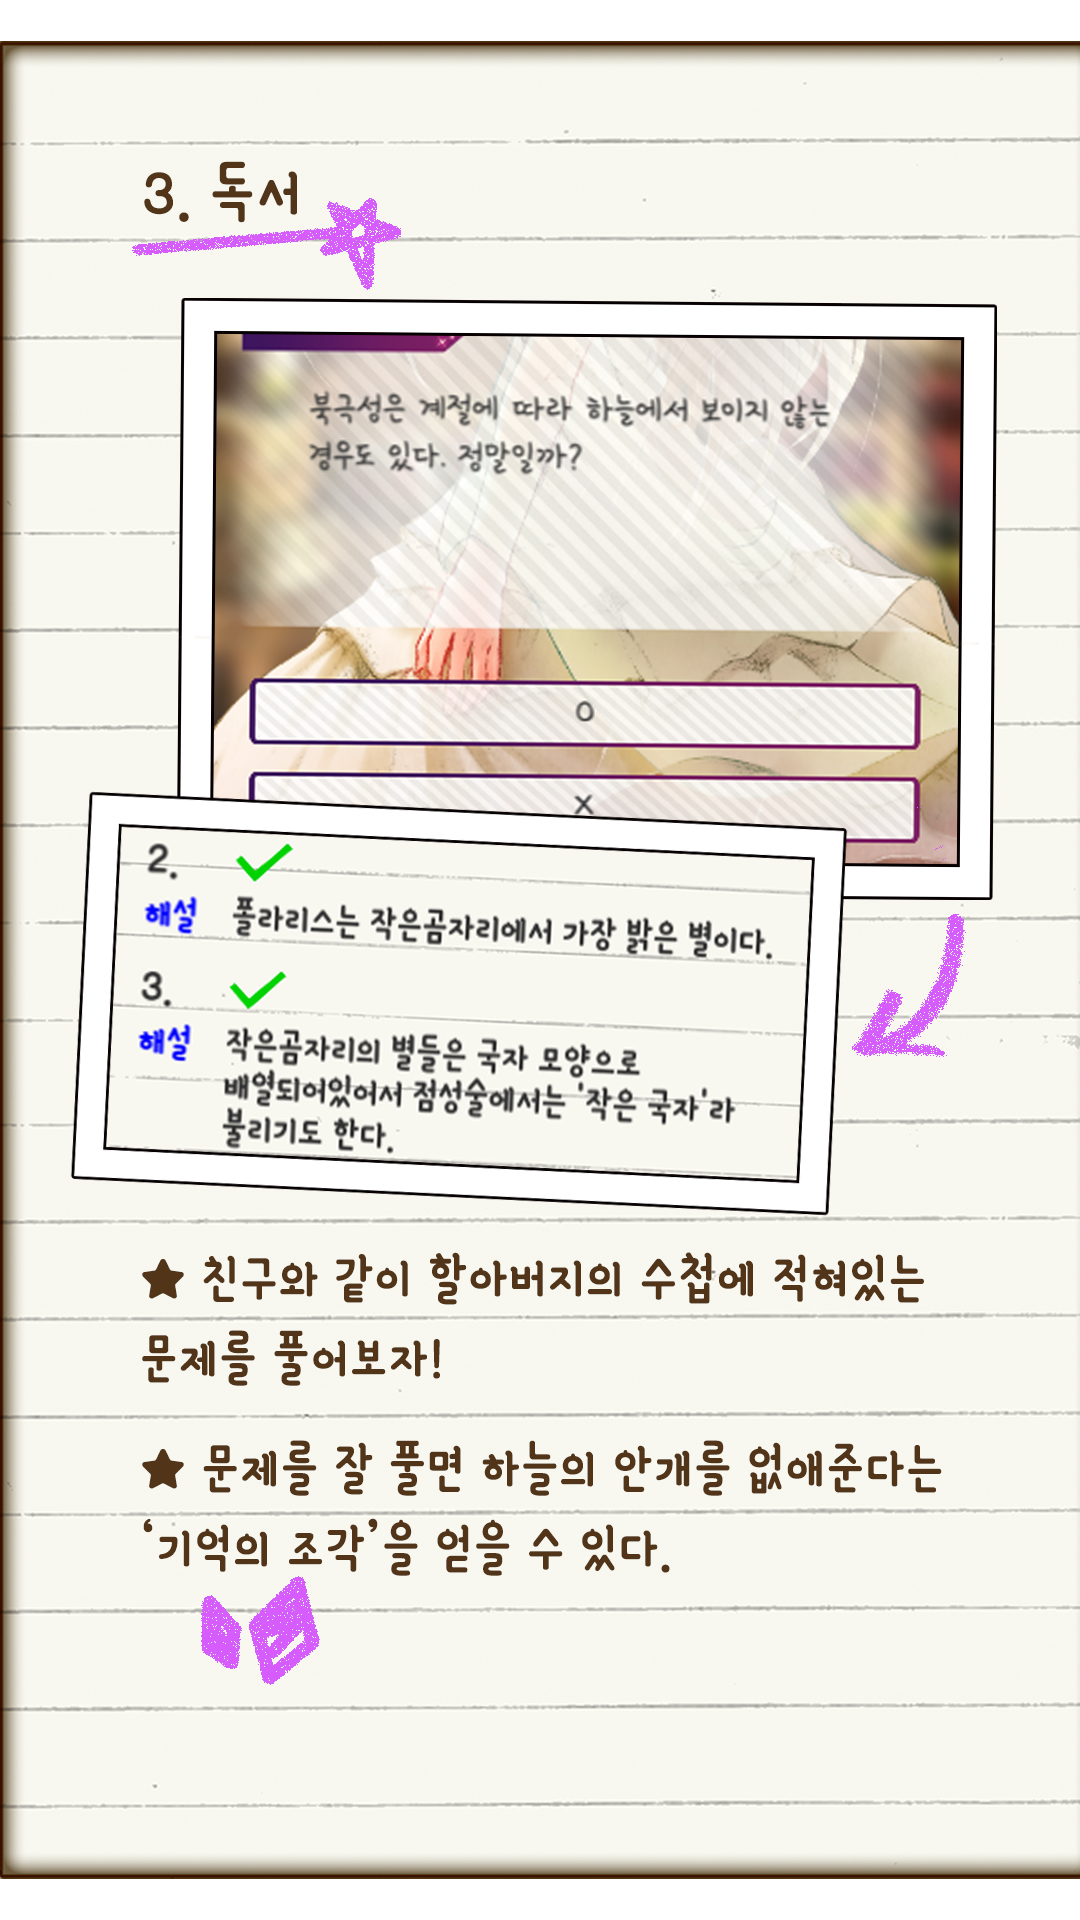 3. 독서
북극성은 계절에 따라 하늘에서 보이지 않는
경우도 있다. 정말일까?
O
X
2.
해설 폴라리스는 작은곰자리에서 가장 밝은 별이다.
3.
해설 작은곰자리의 별들은 국자 모양으로
배열되어있어서 점성술에서는 '작은 국자'라
불리기도 한다.
★ 친구와 같이 할아버지의 수첩에 적혀있는
문제를 풀어보자!
★ 문제를 잘 풀면 하늘의 안개를 없애준다는
‘기억의 조각’을 얻을 수 있다.